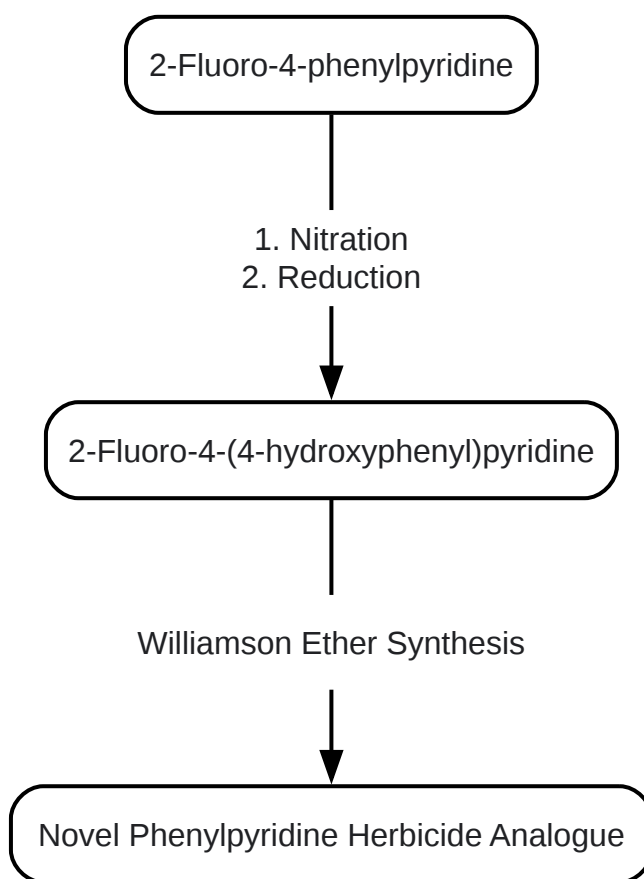 2-Fluoro-4-phenylpyridine
1. Nitration
2. Reduction
2-Fluoro-4-(4-hydroxyphenyl)pyridine
Williamson Ether Synthesis
Novel Phenylpyridine Herbicide Analogue